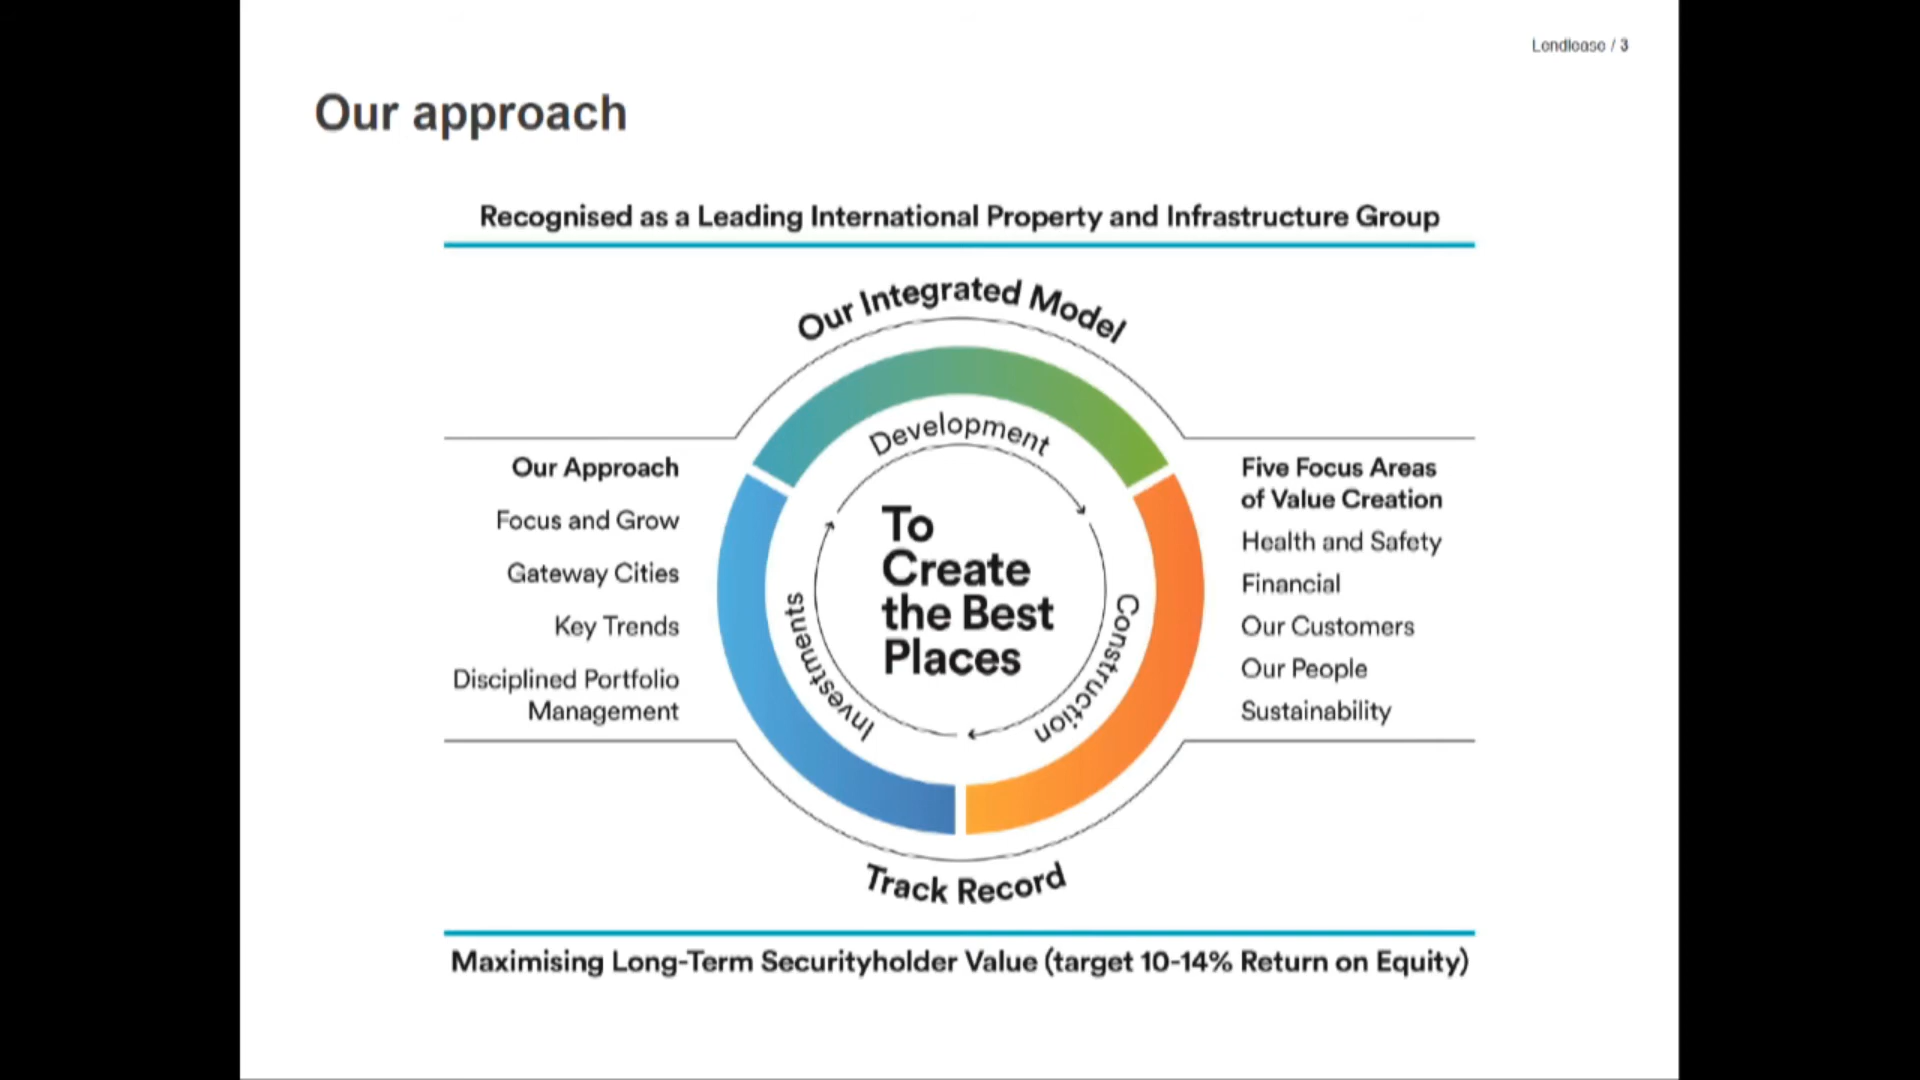 Lendlease / 3
Our approach
Recognised as a Leading International Property and Infrastructure Group
Our Integrated Model
Our Approach
Focus and Grow
Gateway Cities
Key Trends
Disciplined Portfolio
Management
Development
Construction
Investments
To
Create
the Best
Places
Five Focus Areas
of Value Creation
Health and Safety
Financial
Our Customers
Our People
Sustainability
Track Record
Maximising Long-Term Securityholder Value (target 10-14% Return on Equity)